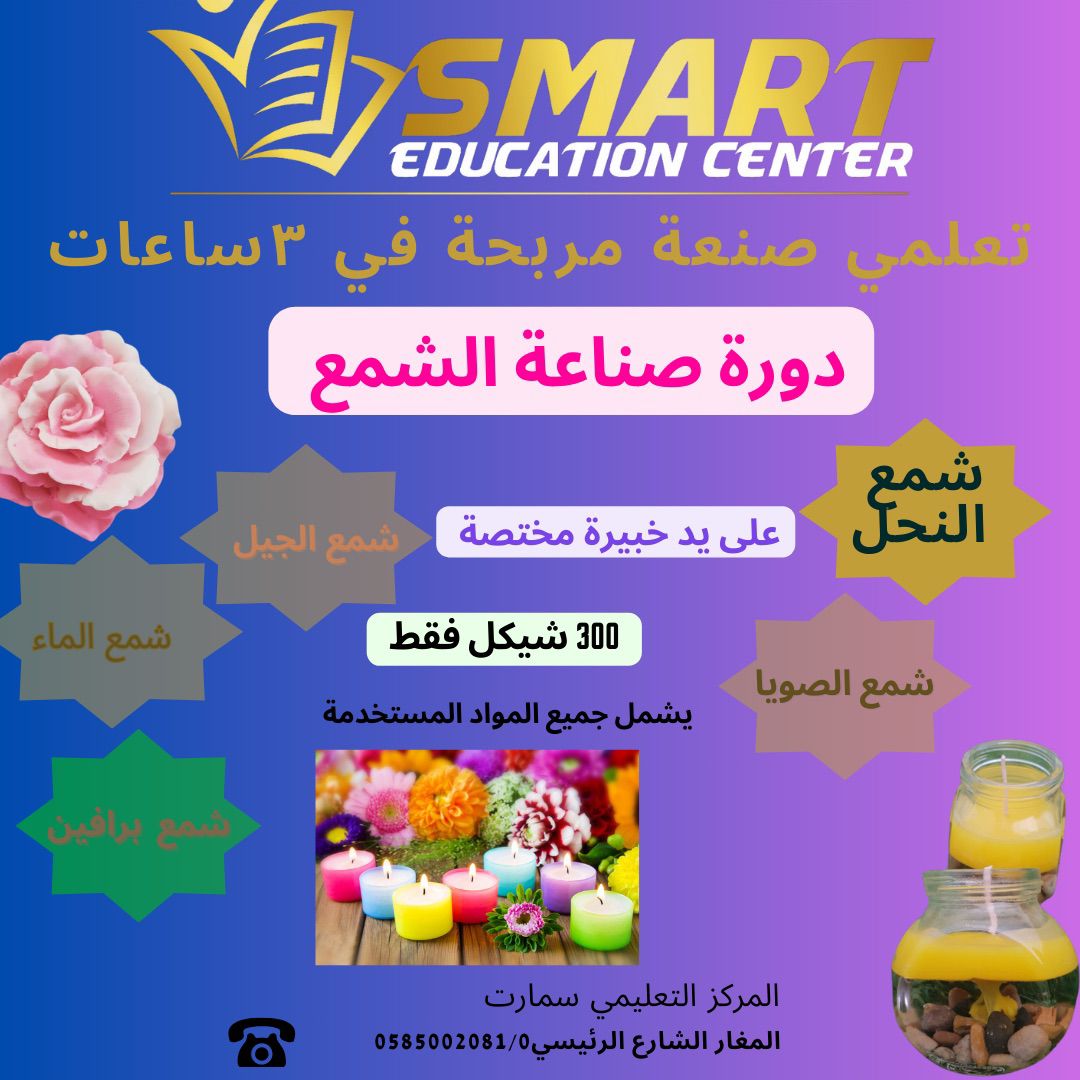 SMART
EDUCATION CENTER
تعلمي صنعة مربحة في ٣ساعات
دورة صناعة الشمع
شمع
النحل
شمع الجيل
على يد خبيرة مختصة
شمع الماء
300 شيكل فقط
شمع الصويا
يشمل جميع المواد المستخدمة
شمع برافين
المركز التعليمي سمارت
المغار الشارع الرئيسي0585002081/0